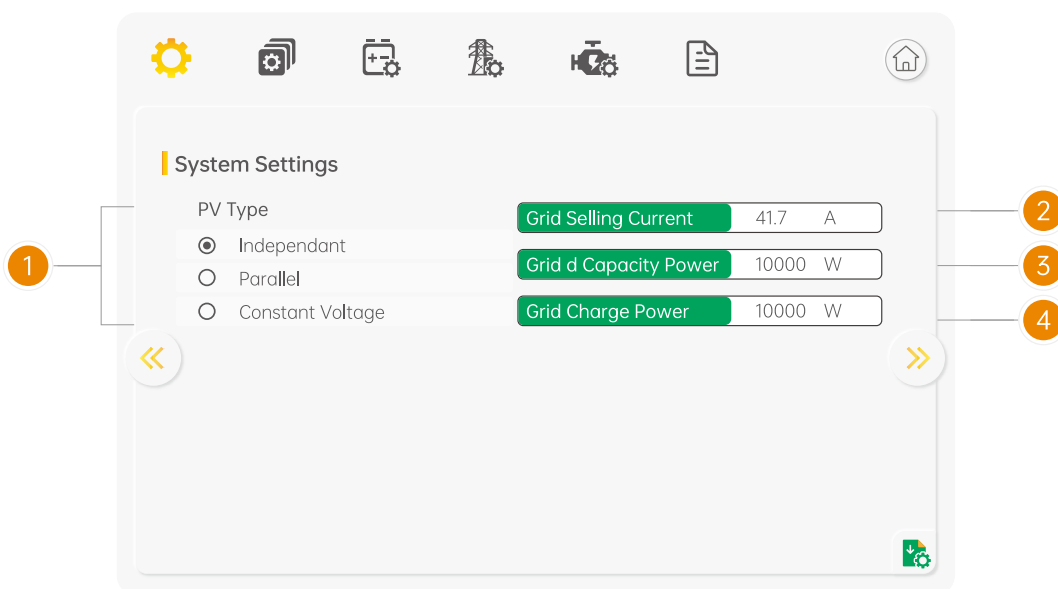 System Settings
PV Type
Independant
Parallel
Constant Voltage
Grid Selling Current 41.7 A
Grid d Capacity Power 10000 W
Grid Charge Power 10000 W
1
2
3
4